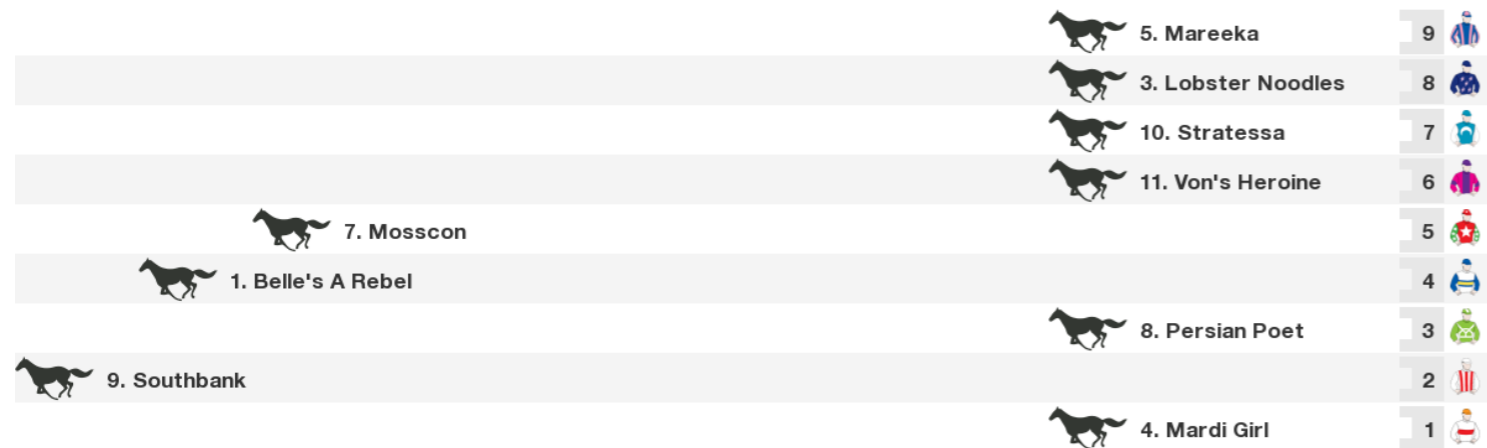 5. Mareeka 9
3. Lobster Noodles 8
10. Stratessa 7
11. Von's Heroine 6
7. Mosscon 5
1. Belle's A Rebel 4
8. Persian Poet 3
9. Southbank 2
4. Mardi Girl 1